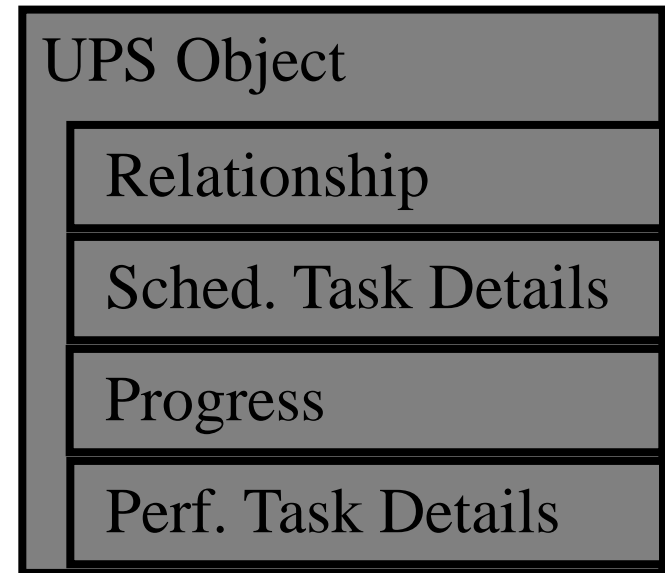 UPS Object
Relationship
Sched. Task Details
Progress
Perf. Task Details